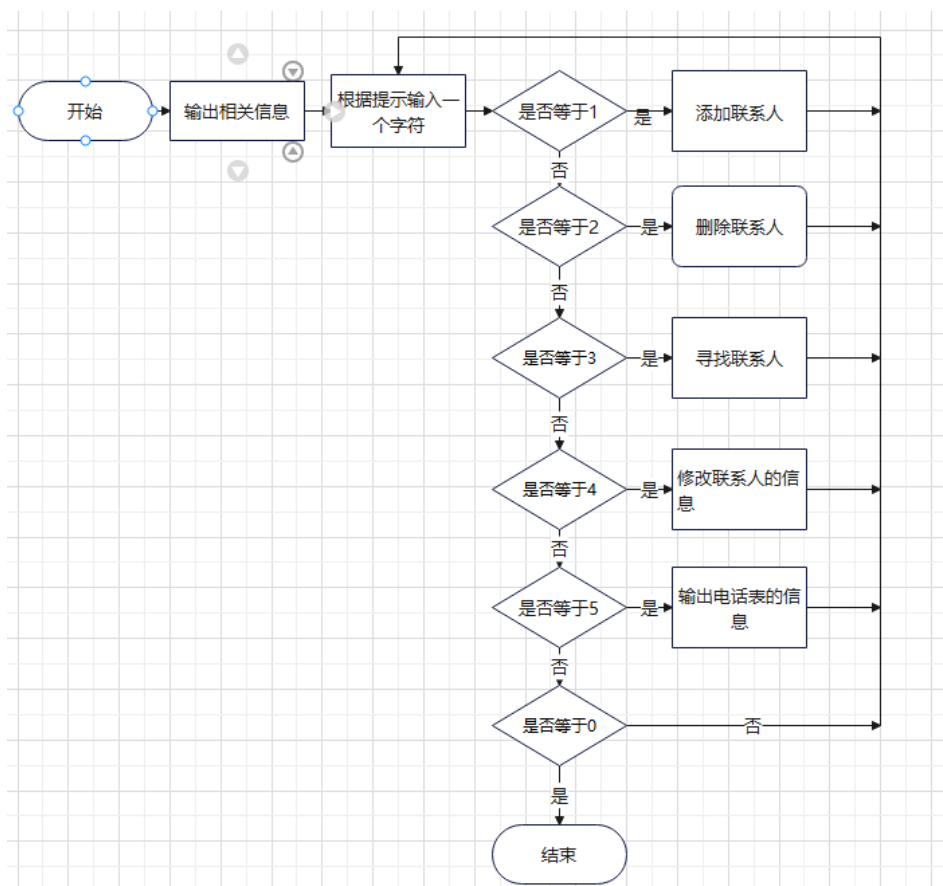 开始
输出相关信息
根据提示输入一
个字符
是否等于1
是
添加联系人
否
是否等于2
是
删除联系人
否
是否等于3
是
寻找联系人
否
是否等于4
是
修改联系人的信
息
否
是否等于5
是
输出电话表的信
息
否
是否等于0
否
是
结束